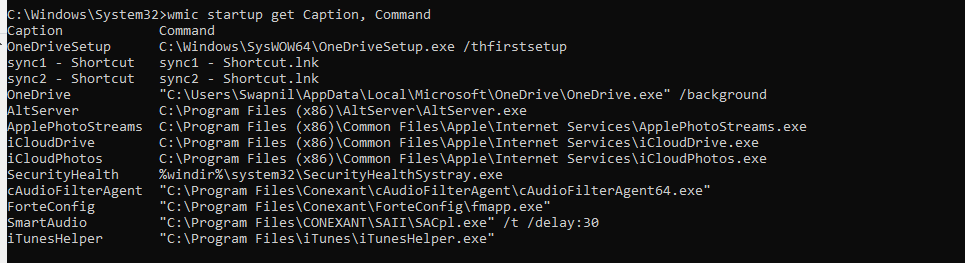 C:\Windows\System32>wmic startup get Caption, Command
Caption Command
OneDriveSetup C:\Windows\SysWOW64\OneDriveSetup.exe /thfirstsetup
sync1 - Shortcut sync1 - Shortcut.lnk
sync2 - Shortcut sync2 - Shortcut.lnk
OneDrive "C:\Users\Swapnil\AppData\Local\Microsoft\OneDrive\OneDrive.exe" /background
AltServer C:\Program Files (x86)\AltServer\AltServer.exe
ApplePhotoStreams C:\Program Files (x86)\Common Files\Apple\Internet Services\ApplePhotoStreams.exe
iCloudDrive C:\Program Files (x86)\Common Files\Apple\Internet Services\iCloudDrive.exe
iCloudPhotos C:\Program Files (x86)\Common Files\Apple\Internet Services\iCloudPhotos.exe
SecurityHealth %windir%\system32\SecurityHealthSystray.exe
cAudioFilterAgent "C:\Program Files\Conexant\cAudioFilterAgent\cAudioFilterAgent64.exe"
ForteConfig "C:\Program Files\Conexant\ForteConfig\fmapp.exe"
SmartAudio "C:\Program Files\CONEXANT\SAII\SACpl.exe" /t /delay:30
iTunesHelper "C:\Program Files\iTunes\iTunesHelper.exe"